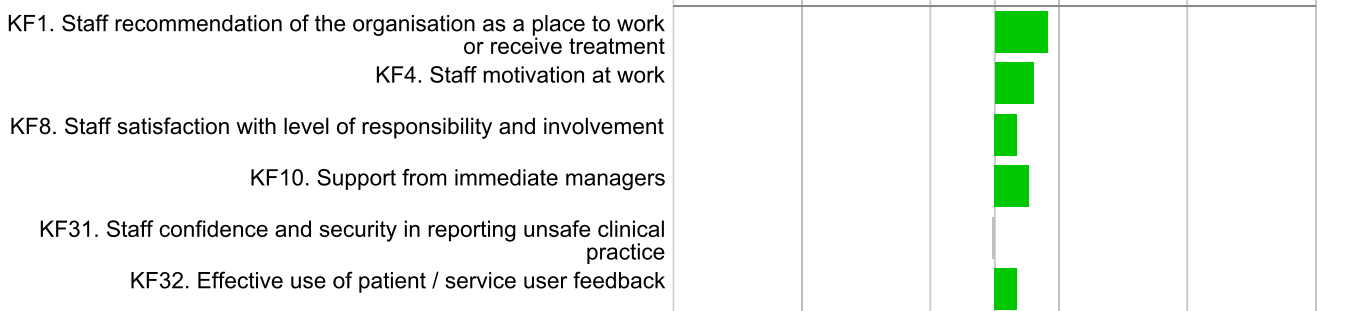 KF1. Staff recommendation of the organisation as a place to work
or receive treatment
KF4. Staff motivation at work
KF8. Staff satisfaction with level of responsibility and involvement
KF10. Support from immediate managers
KF31. Staff confidence and security in reporting unsafe clinical
practice
KF32. Effective use of patient / service user feedback